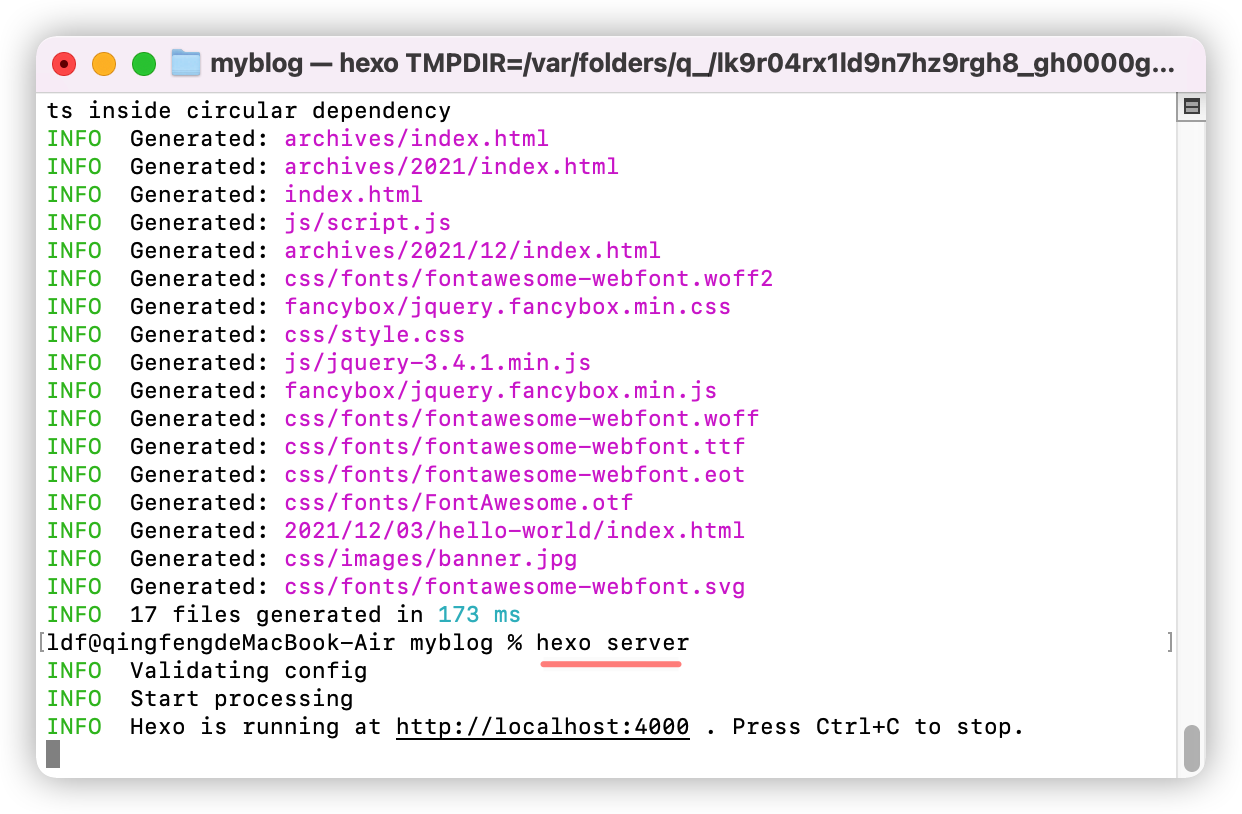 myblog — hexo TMPDIR=/var/folders/q_/lk9r04rx1ld9n7hz9rgh8_gh0000g...
ts inside circular dependency
INFO  Generated: archives/index.html
INFO  Generated: archives/2021/index.html
INFO  Generated: index.html
INFO  Generated: js/script.js
INFO  Generated: archives/2021/12/index.html
INFO  Generated: css/fonts/fontawesome-webfont.woff2
INFO  Generated: fancybox/jquery.fancybox.min.css
INFO  Generated: css/style.css
INFO  Generated: js/jquery-3.4.1.min.js
INFO  Generated: fancybox/jquery.fancybox.min.js
INFO  Generated: css/fonts/fontawesome-webfont.woff
INFO  Generated: css/fonts/fontawesome-webfont.ttf
INFO  Generated: css/fonts/fontawesome-webfont.eot
INFO  Generated: css/fonts/FontAwesome.otf
INFO  Generated: 2021/12/03/hello-world/index.html
INFO  Generated: css/images/banner.jpg
INFO  Generated: css/fonts/fontawesome-webfont.svg
INFO  17 files generated in 173 ms
[ldf@qingfengdeMacBook-Air myblog % hexo server ]
INFO  Validating config
INFO  Start processing
INFO  Hexo is running at http://localhost:4000 . Press Ctrl+C to stop.